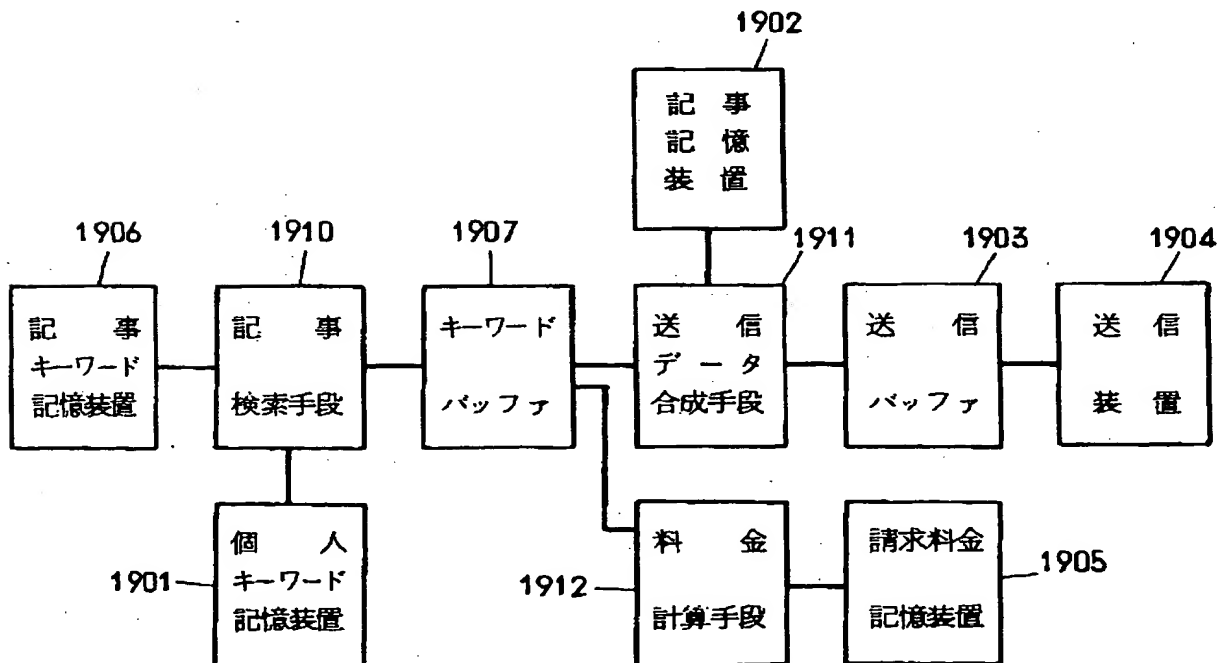 1902
記事
記憶
装置
1906
1910
1907
1911
1903
1904
記事
キーワード
記憶装置
記事
検索手段
キーワード
バッファ
送信
データ
合成手段
送信
バッファ
送信
装置
1901
個人
キーワード
記憶装置
1912
料金
計算手段
請求料金
記憶装置
1905